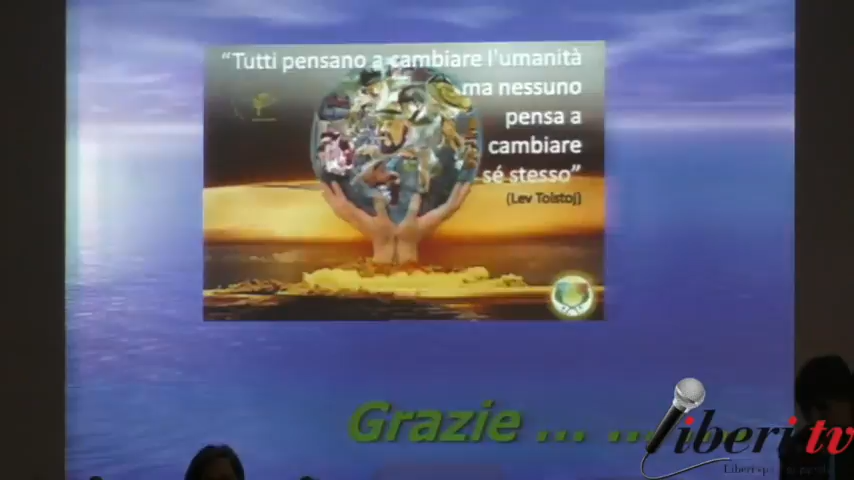 “Tutti pensano a cambiare l'umanità
ma nessuno
pensa a
cambiare
sé stesso”
(Lev Tolstoj)
Grazie ... ...
Liberi tv